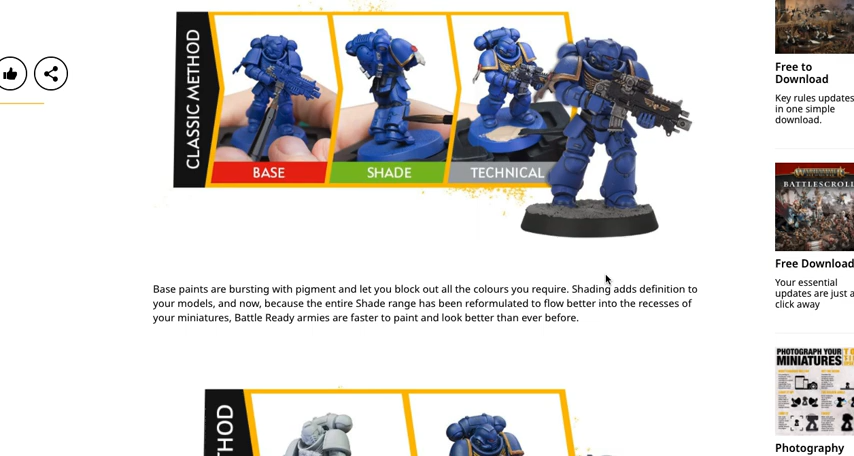 CLASSIC METHOD
BASE
SHADE
TECHNICAL
Base paints are bursting with pigment and let you block out all the colours you require. Shading adds definition to
your models, and now, because the entire Shade range has been reformulated to flow better into the recesses of
your miniatures, Battle Ready armies are faster to paint and look better than ever before.
Free to
Download
Key rules updates
in one simple
download.
BATTLESCROLL
Free Download
Your essential
updates are just a
click away
PHOTOGRAPH YOUR
MINIATURES
Photography